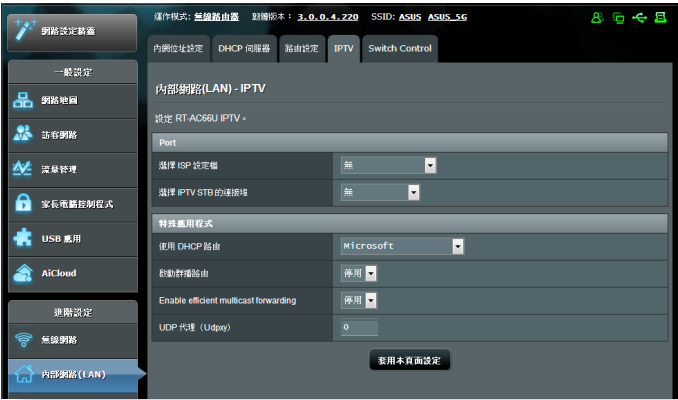 網路設定精靈
運作模式: 無線路由器 韌體版本: 3.0.0.4.220 SSID: ASUS ASUS_5G
內網位址設定 DHCP 伺服器 路由設定 IPTV Switch Control
一般設定
網路地圖
訪客網路
流量管理
家長電腦控制程式
USB 應用
AiCloud
進階設定
無線網路
內部網路(LAN)
內部網路(LAN) - IPTV
設定 RT-AC66U IPTV。
Port
選擇 ISP 設定檔 無
選擇 IPTV STB 的連接埠 無
特殊應用程式
使用 DHCP 路由 Microsoft
啟動群播路由 停用
Enable efficient multicast forwarding 停用
UDP 代理 (Udpxy) 0
套用本頁面設定